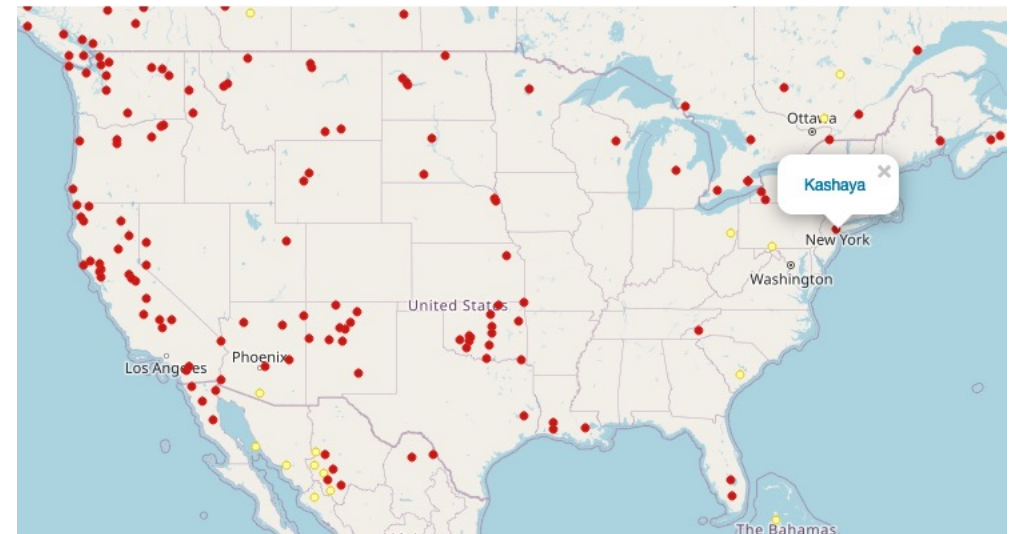 Ottawa
Kashaya
×
New York
Washington
United States
Phoenix
Los Angeles
The Bahamas